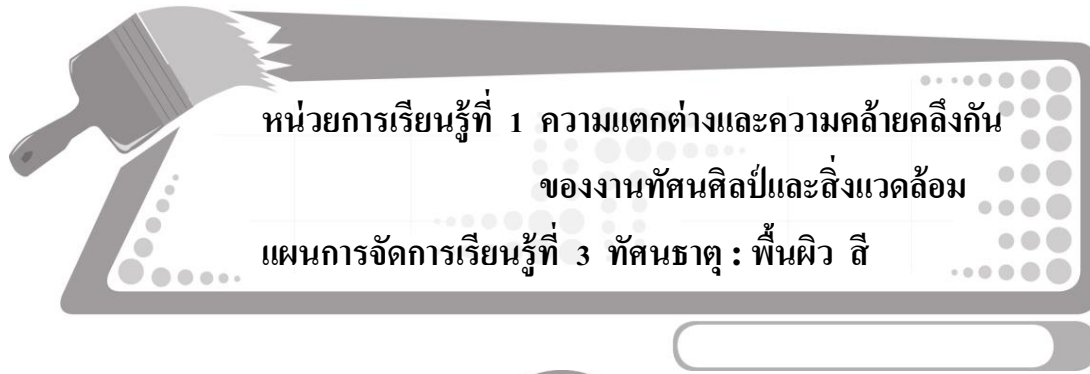 หน่วยการเรียนรู้ที่ 1 ความแตกต่างและความคล้ายคลึงกัน
ของงานทัศนศิลป์และสิ่งแวดล้อม
แผนการจัดการเรียนรู้ที่ 3 ทัศนธาตุ : พื้นผิว สี